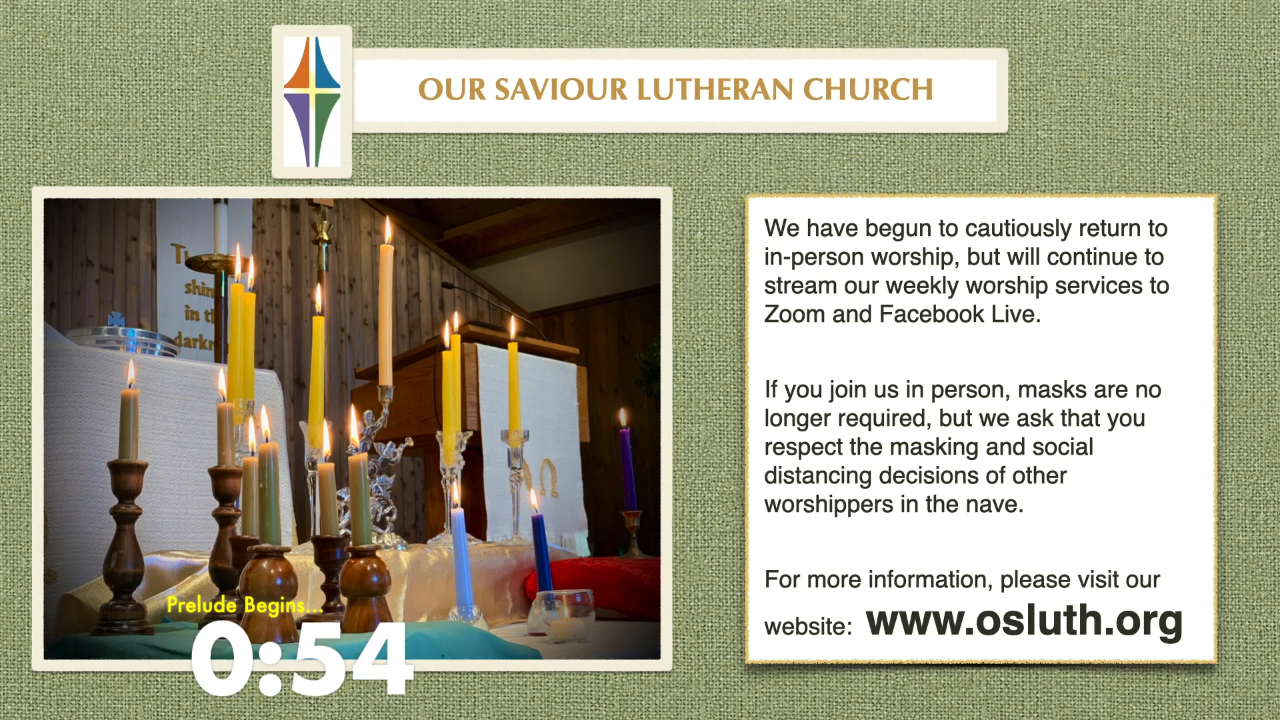 OUR SAVIOUR LUTHERAN CHURCH
in
Prelude Begins...
0:54
We have begun to cautiously return to
in-person worship, but will continue to
stream our weekly worship services to
Zoom and Facebook Live.
If you join us in person, masks are no
longer required, but we ask that you
respect the masking and social
distancing decisions of other
worshippers in the nave.
For more information, please visit our
website: www.osluth.org